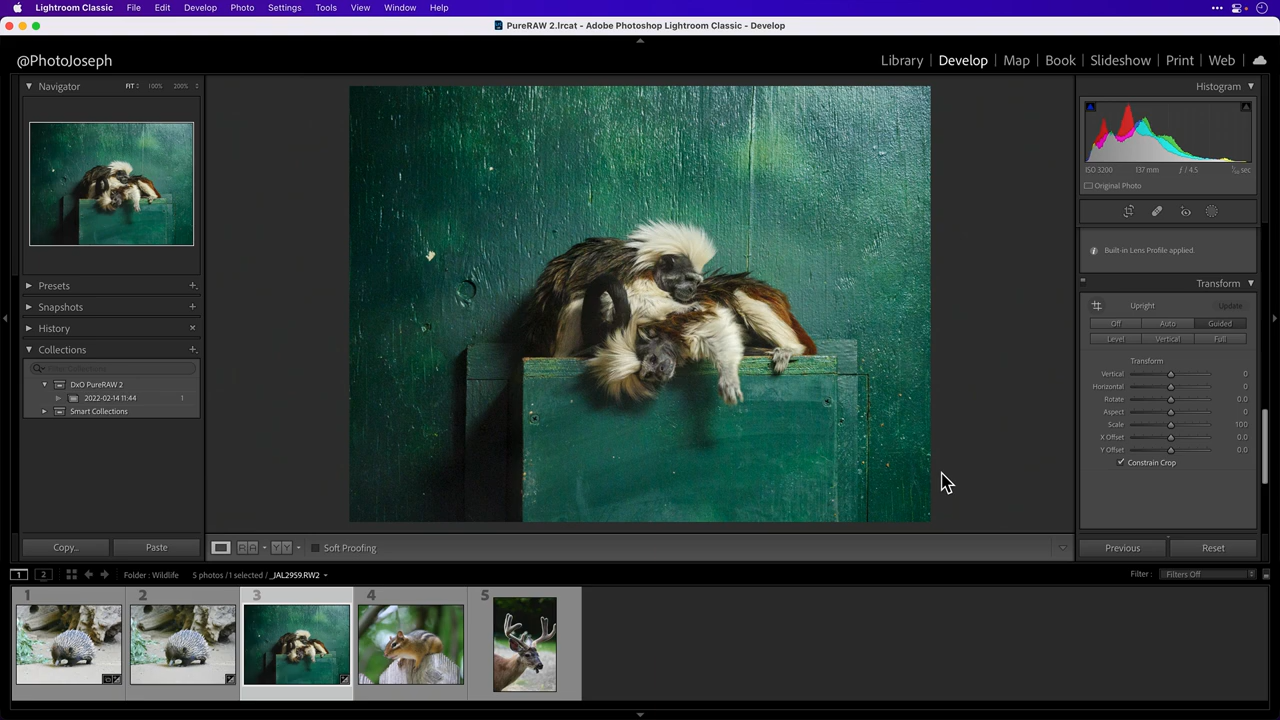 Lightroom Classic File Edit Develop Photo Settings Tools View Window Help
PureRAW 2.lrcat - Adobe Photoshop Lightroom Classic - Develop
@PhotoJoseph
Library | Develop | Map | Book | Slideshow | Print | Web
Navigator FIT 100% 200%
Histogram
ISO 3200 137 mm ƒ / 4.5
Original Photo
Built-in Lens Profile applied.
Transform
Upright Update
Off Auto Guided
Level Vertical Full
Transform
Vertical 0
Horizontal 0
Rotate 0.0
Aspect 0
Scale 100
X Offset 0.0
Y Offset 0.0
Constrain Crop
Presets
Snapshots
History
Collections
Filter Collections
DxO PureRAW 2
2022-02-14 11:44 1
Smart Collections
Copy... Paste
R A Y Y Soft Proofing
Previous Reset
1 2 Folder : Wildlife 5 photos / 1 selected / _JAL2959.RW2
Filter : Filters Off
1 2 3 4 5